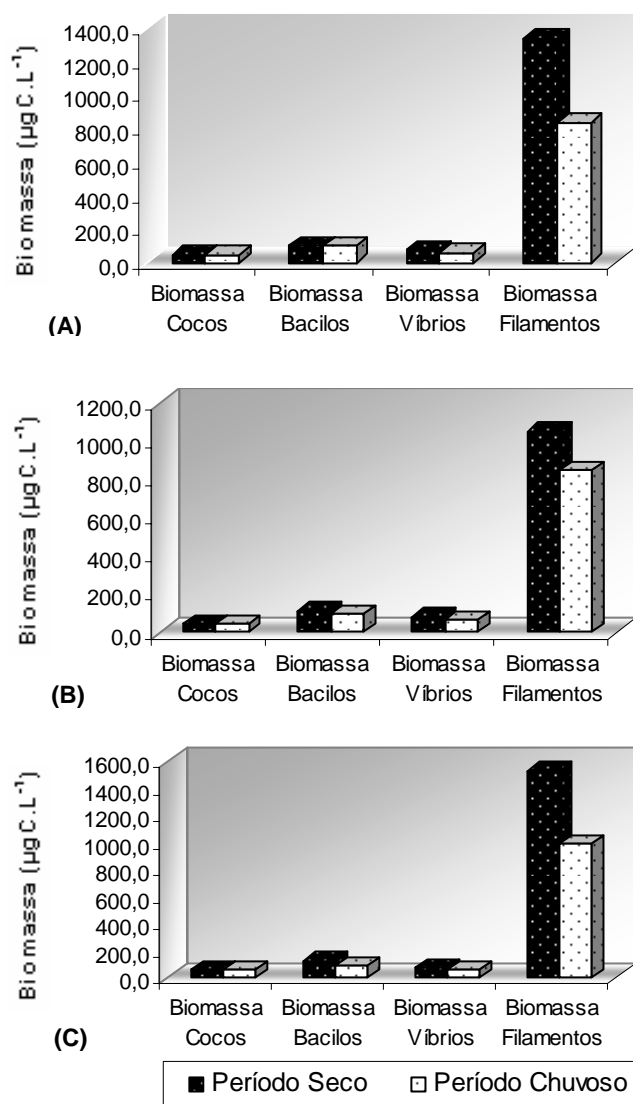 Biomassa (µgC.L⁻¹)
1400,0
1200,0
1000,0
800,0
600,0
400,0
200,0
0,0
Biomassa Biomassa Biomassa Biomassa
Cocos Bacilos Víbrios Filamentos
(A)
Biomassa (µgC.L⁻¹)
1200,0
1000,0
800,0
600,0
400,0
200,0
0,0
Biomassa Biomassa Biomassa Biomassa
Cocos Bacilos Víbrios Filamentos
(B)
Biomassa (µgC.L⁻¹)
1600,0
1400,0
1200,0
1000,0
800,0
600,0
400,0
200,0
0,0
Biomassa Biomassa Biomassa Biomassa
Cocos Bacilos Víbrios Filamentos
(C)
Período Seco Período Chuvoso